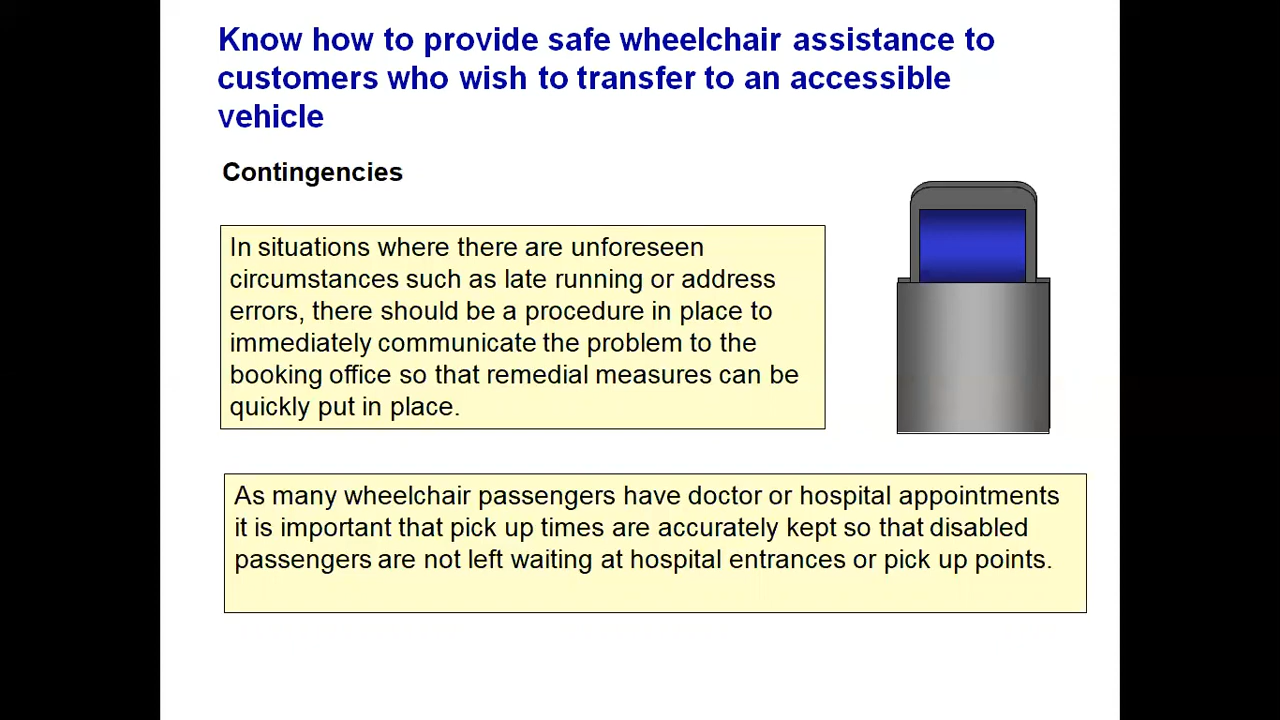 Know how to provide safe wheelchair assistance to
customers who wish to transfer to an accessible
vehicle
Contingencies
In situations where there are unforeseen
circumstances such as late running or address
errors, there should be a procedure in place to
immediately communicate the problem to the
booking office so that remedial measures can be
quickly put in place.
As many wheelchair passengers have doctor or hospital appointments
it is important that pick up times are accurately kept so that disabled
passengers are not left waiting at hospital entrances or pick up points.